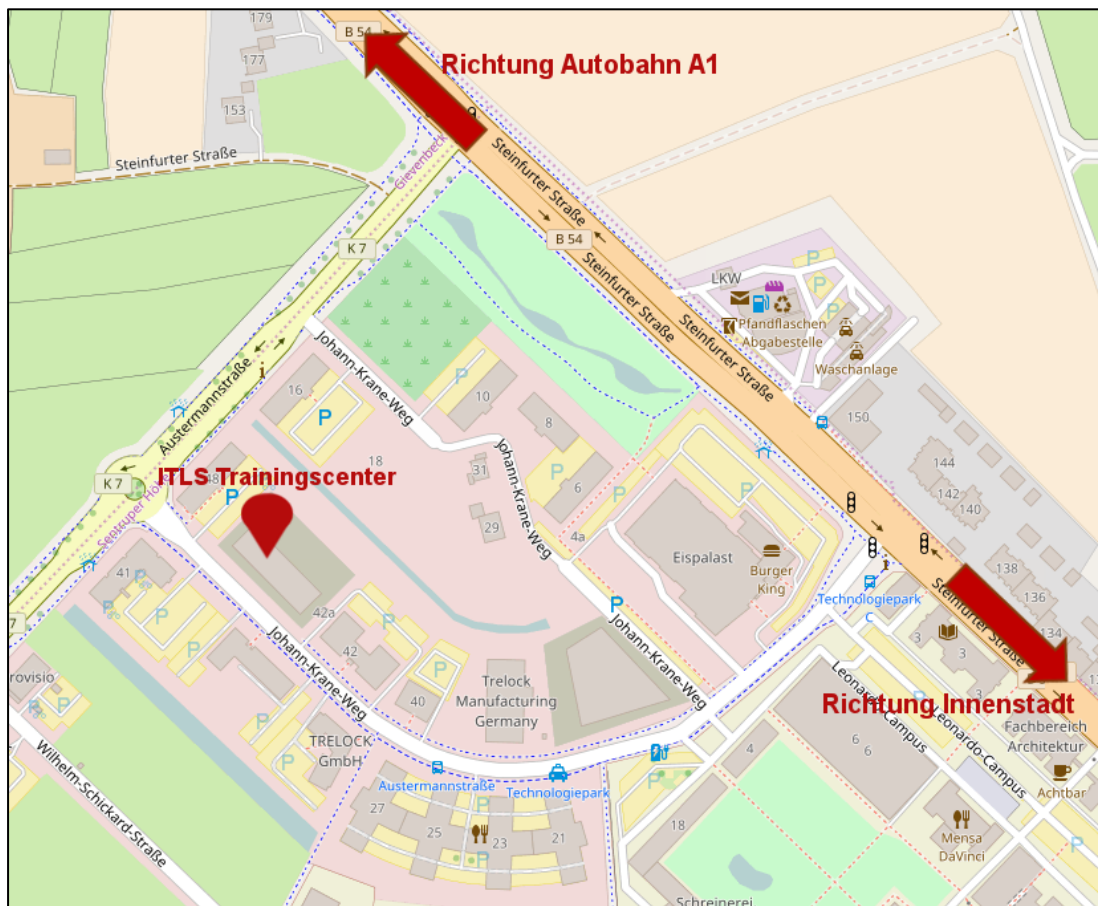 179
B 54
177
Richtung Autobahn A1
153
Steinfurter Straße
Gievenbeck
Steinfurter Straße
K 7
B 54
Steinfurter Straße
LKW
Pfandflaschen
Abgabestelle
Steinfurter Straße
Waschanlage
Johann-Krane-Weg
16
P
10
P
8
150
Austermannstraße
18
Johann-Krane-Weg
144
31
P
6
P
142
140
K 7
ITLS Trainingscenter
48
P
Sentruper Höhe
29
4a
Eispalast
Burger
King
138
41
P
Technologiepark
C
Steinfurter Straße
136
134
42a
P
P
Johann-Krane-Weg
3
3
3
7
Johann-Krane-Weg
42
P
40
Trelock
Manufacturing
Germany
Leonardo-Campus
Richtung Innenstadt
rovisio
P
TRELOCK
GmbH
4
6
6
Leonardo-Campus
Fachbereich
Architektur
Wilhelm-Schickard-Straße
Austermannstraße
Technologiepark
P
Achtbar
27
25
23
21
18
Mensa
DaVinci
P
Schreinerei